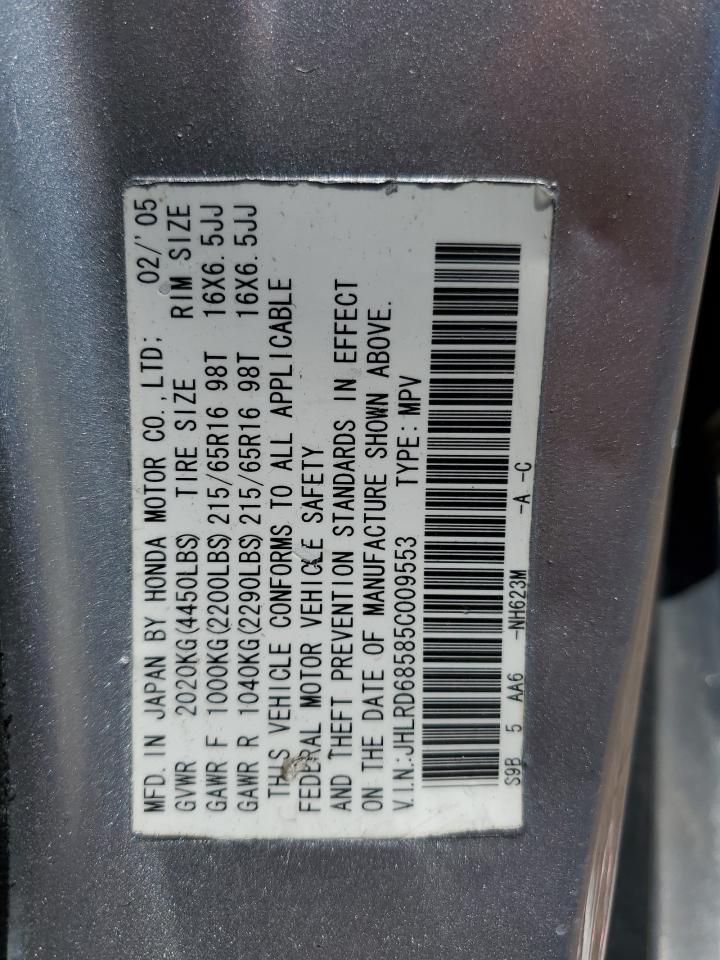 MFD. IN JAPAN BY HONDA MOTOR CO.,LTD; 02/'05
GVWR 2020KG(4450LBS) TIRE SIZE RIM SIZE
GAWR F 1000KG(2200LBS) 215/65R16 98T 16X6.5JJ
GAWR R 1040KG(2290LBS) 215/65R16 98T 16X6.5JJ
THIS VEHICLE CONFORMS TO ALL APPLICABLE
FEDERAL MOTOR VEHICLE SAFETY
AND THEFT PREVENTION STANDARDS IN EFFECT
ON THE DATE OF MANUFACTURE SHOWN ABOVE.
V.I.N.:JHLRD68585C009553 TYPE:MPV
S9B 5 AA6 -NH623M -A -C